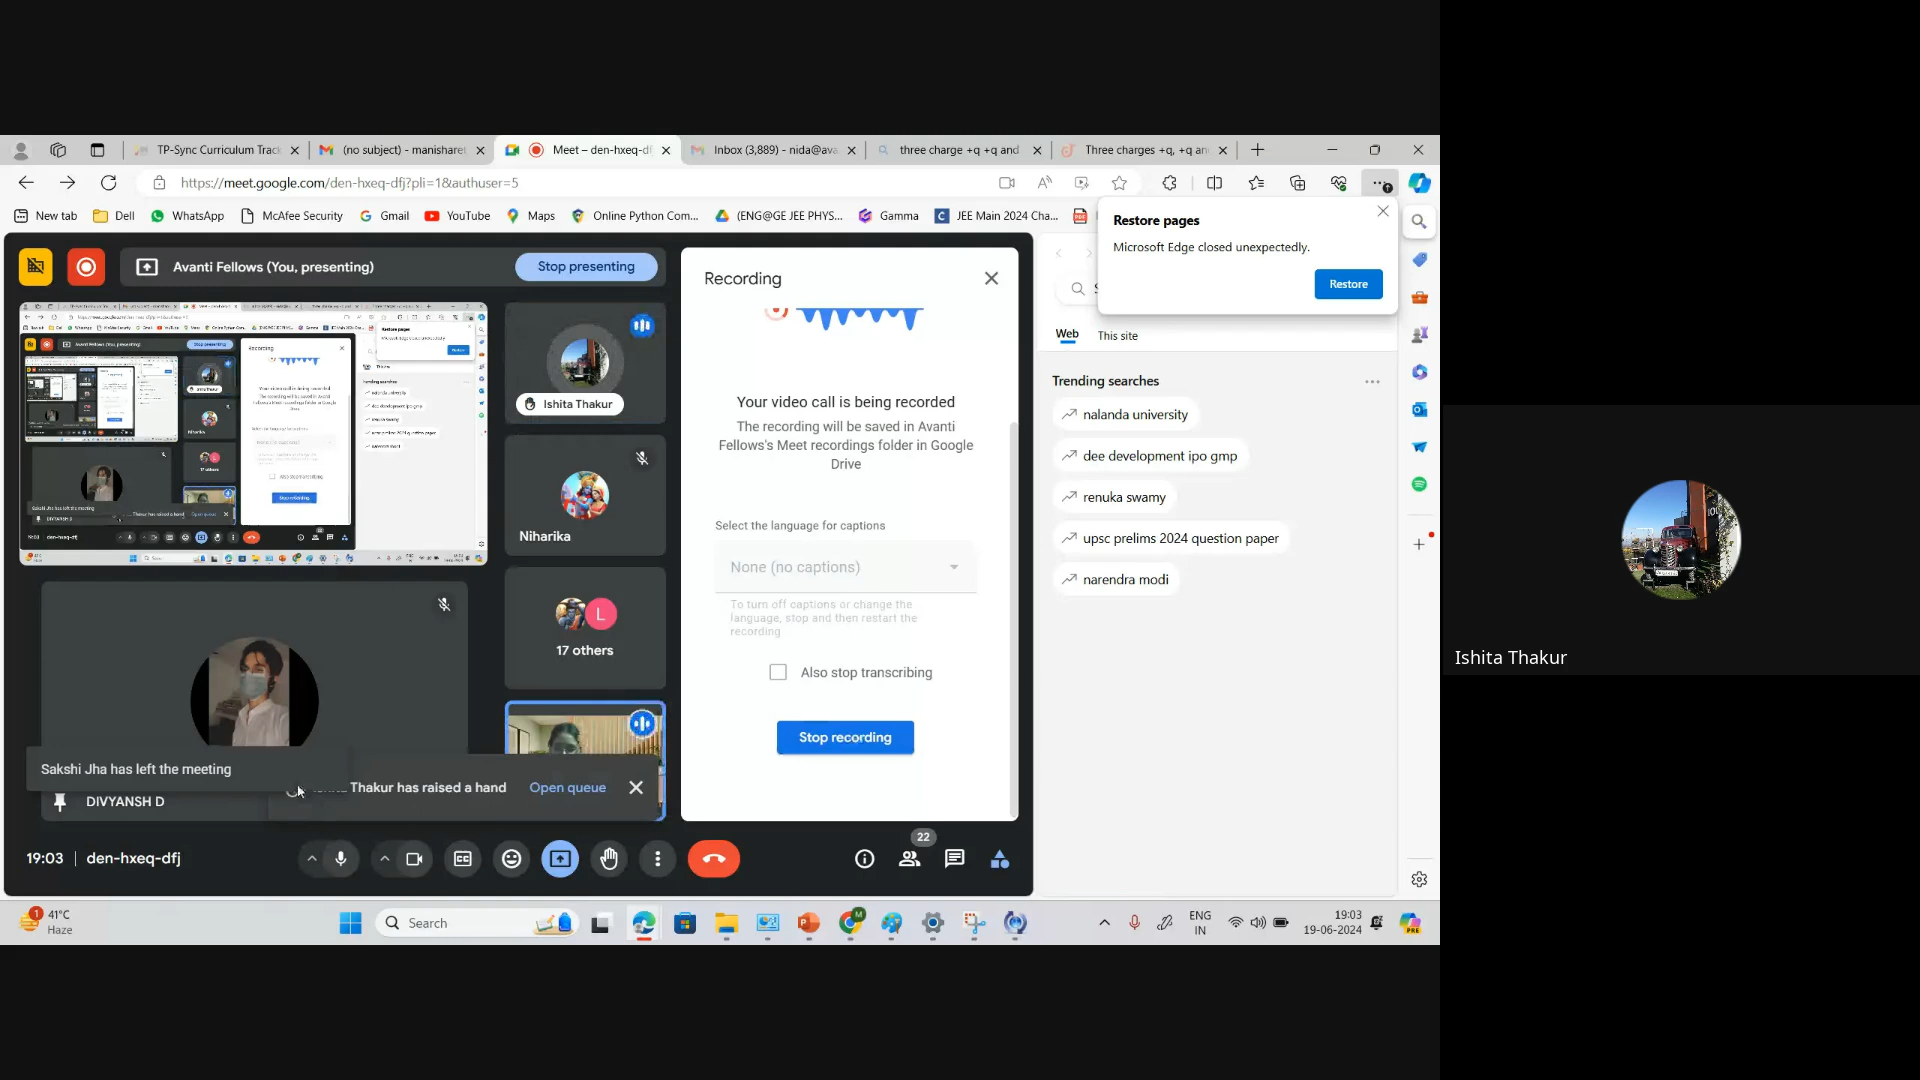 TP-Sync Curriculum Track
(no subject) - manisharet
Meet – den-hxeq-df
Inbox (3,889) - nida@ava
three charge +q +q and
Three charges +q, +q an
https://meet.google.com/den-hxeq-dfj?pli=1&authuser=5
New tab
Dell
WhatsApp
McAfee Security
Gmail
YouTube
Maps
Online Python Com...
(ENG@GE JEE PHYS...
Gamma
JEE Main 2024 Cha...
Restore pages
Microsoft Edge closed unexpectedly.
Restore
Avanti Fellows (You, presenting)
Stop presenting
Ishita Thakur
Niharika
L
17 others
Sakshi Jha has left the meeting
Thakur has raised a hand
Open queue
DIVYANSH D
Recording
Your video call is being recorded
The recording will be saved in Avanti
Fellows's Meet recordings folder in Google
Drive
Select the language for captions
None (no captions)
To turn off captions or change the
language, stop and then restart the
recording
Also stop transcribing
Stop recording
Web
This site
Trending searches
nalanda university
dee development ipo gmp
renuka swamy
upsc prelims 2024 question paper
narendra modi
19:03 | den-hxeq-dfj
22
1
41°C
Haze
Search
M
ENG
IN
19:03
19-06-2024
PRE
Ishita Thakur